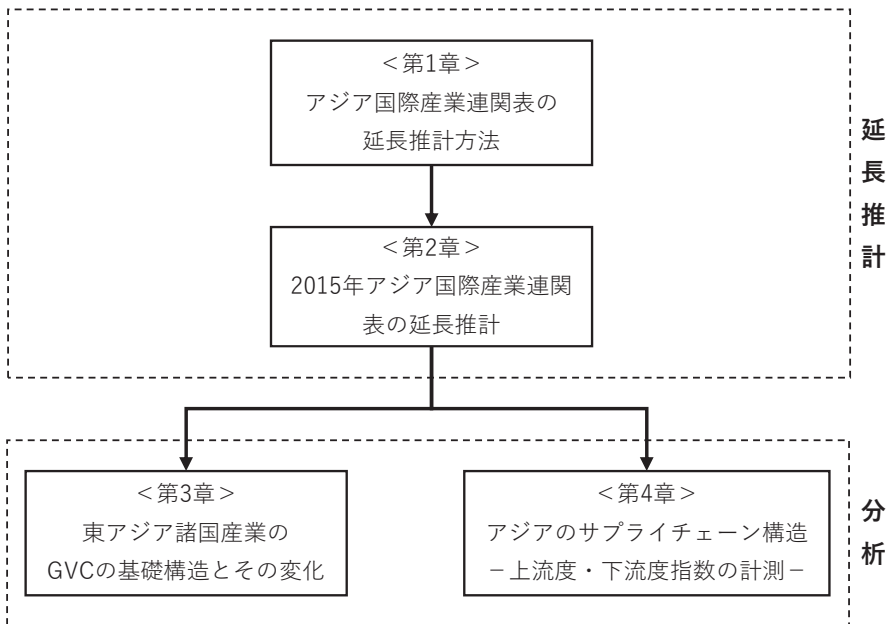 <第1章>
アジア国際産業連関表の
延長推計方法
延長推計
<第2章>
2015年アジア国際産業連関
表の延長推計
<第3章>
東アジア諸国産業の
GVCの基礎構造とその変化
<第4章>
アジアのサプライチェーン構造
−上流度・下流度指数の計測−
分析